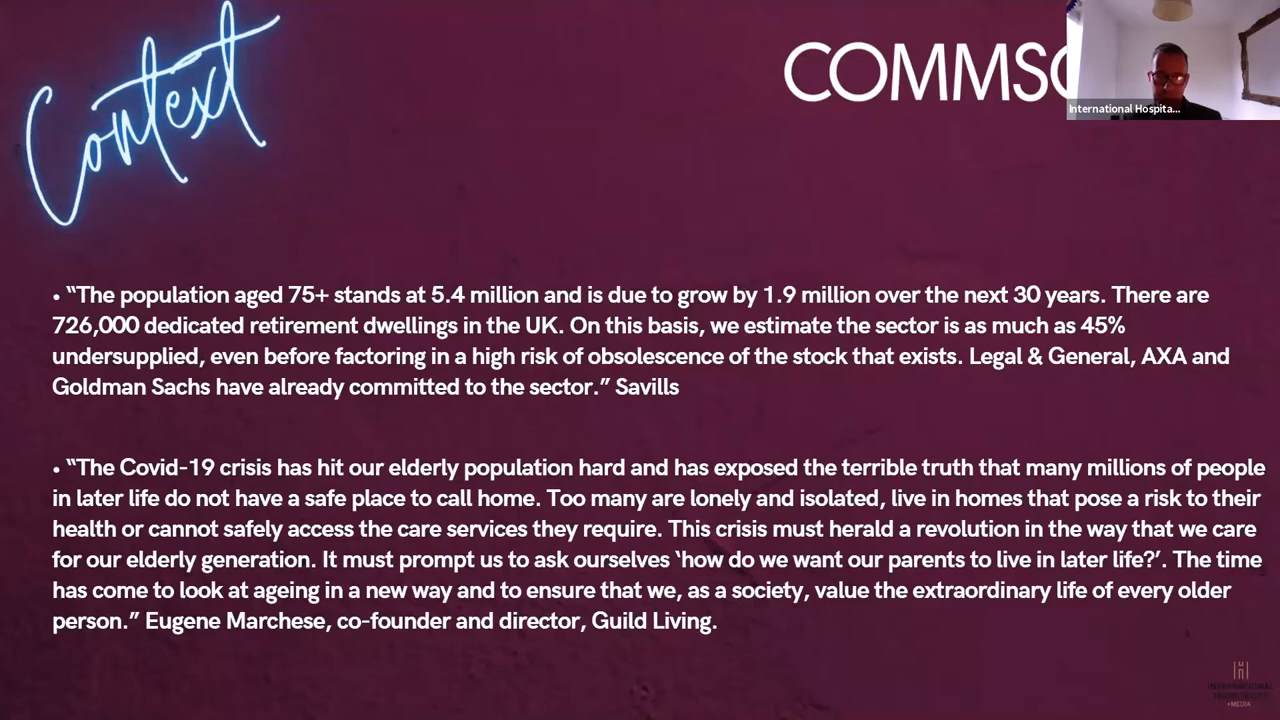 Context
COMMSO
International Hospita...
• “The population aged 75+ stands at 5.4 million and is due to grow by 1.9 million over the next 30 years. There are
726,000 dedicated retirement dwellings in the UK. On this basis, we estimate the sector is as much as 45%
undersupplied, even before factoring in a high risk of obsolescence of the stock that exists. Legal & General, AXA and
Goldman Sachs have already committed to the sector.” Savills
• “The Covid-19 crisis has hit our elderly population hard and has exposed the terrible truth that many millions of people
in later life do not have a safe place to call home. Too many are lonely and isolated, live in homes that pose a risk to their
health or cannot safely access the care services they require. This crisis must herald a revolution in the way that we care
for our elderly generation. It must prompt us to ask ourselves ‘how do we want our parents to live in later life?’. The time
has come to look at ageing in a new way and to ensure that we, as a society, value the extraordinary life of every older
person.” Eugene Marchese, co-founder and director, Guild Living.
INTERNATIONAL
HOSPITALITY
+MEDIA